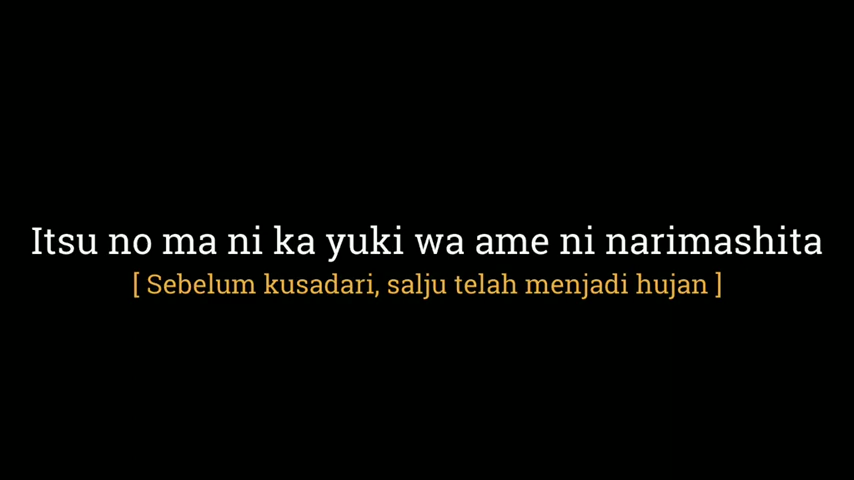 Itsu no ma ni ka yuki wa ame ni narimashita
[ Sebelum kusadari, salju telah menjadi hujan ]